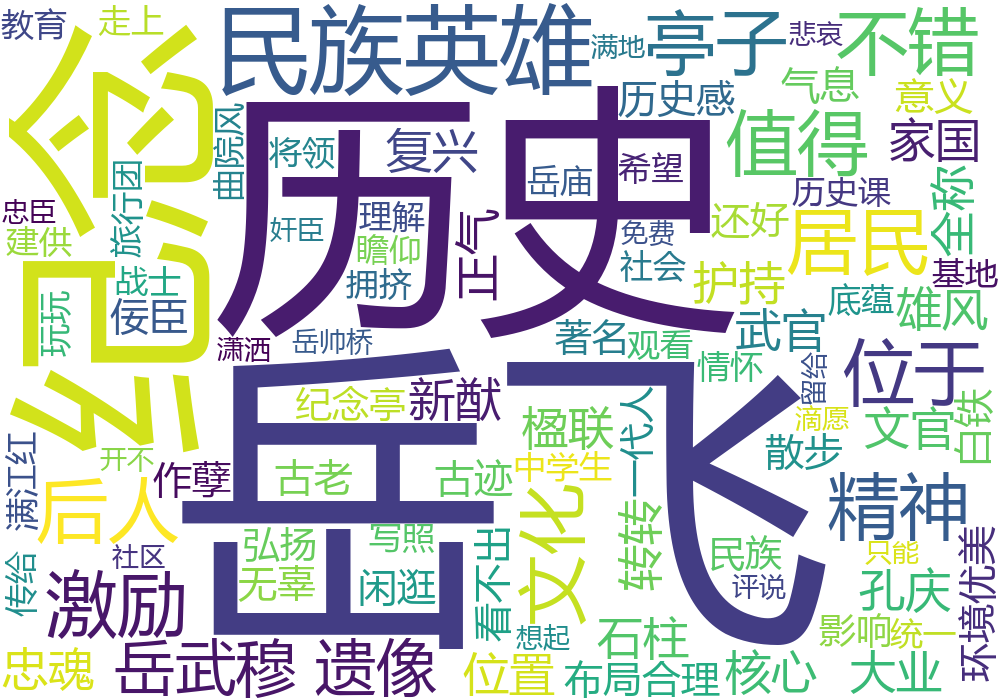 教育
走上
纪念
民族英雄
满地
亭子
悲哀
不错
气息
历史感
意义
值得
家国
曲院风
将领
复兴
历史
岳庙
希望
历史课
全称
忠臣
建供
旅行团
奸臣
理解
瞻仰
正气
免费
社会
还好
居民
护持
基地
战士
拥挤
佞臣
玩玩
底蕴
雄风
潇洒
岳帅桥
著名
观看
武官
情怀
位于
留给
岳飞
纪念亭
新猷
楹联
一代人
滴愿
文官
白铁
散步
中学生
开不
作孽
古老
古迹
满江红
后人
精神
文化
转转
弘扬
写照
看不出
民族
只能
社区
无辜
闲逛
评说
孔庆
环境优美
传给
激励
想起
石柱
影响
统一
忠魂
岳武穆
遗像
位置
布局合理
核心
大业